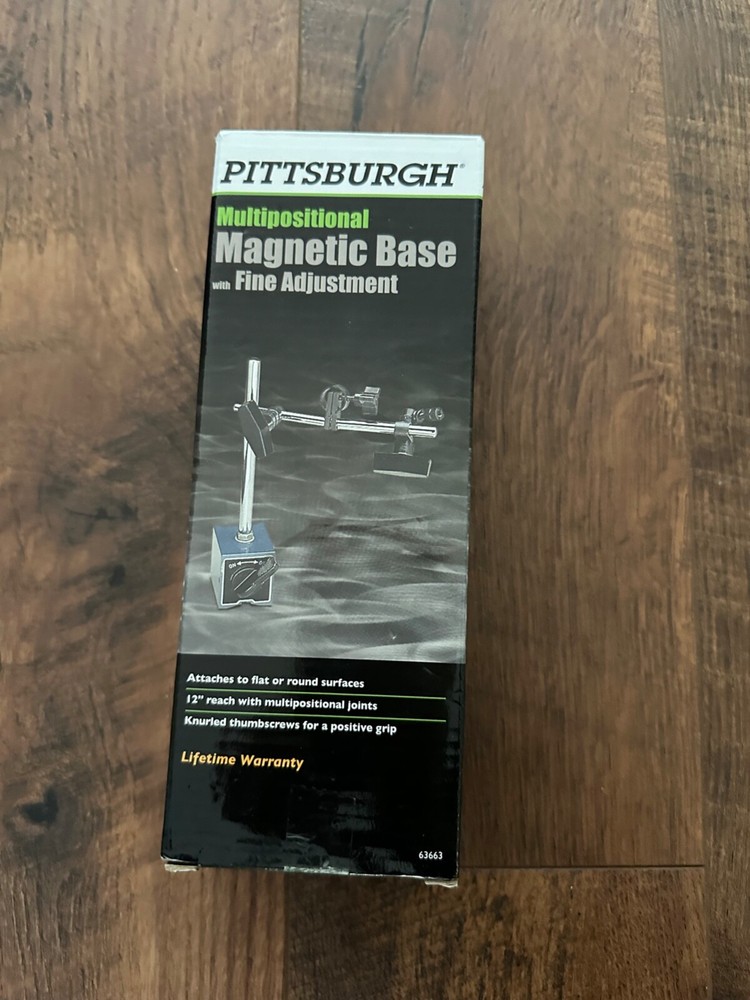 PITTSBURGH®
Multipositional
Magnetic Base
with Fine Adjustment
ON
Attaches to flat or round surfaces
12" reach with multipositional joints
Knurled thumbscrews for a positive grip
Lifetime Warranty
63663